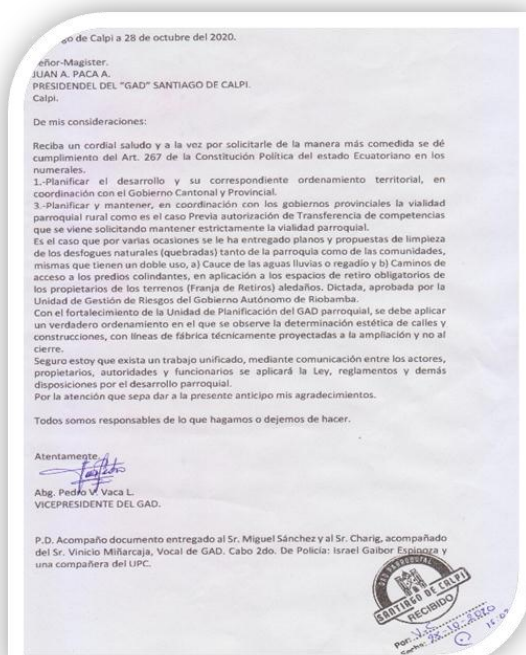 go de Calpi a 28 de octubre del 2020.
eñor-Magister.
JUAN A. PACA A.
PRESIDENDEL DEL "GAD" SANTIAGO DE CALPI.
Calpi.
De mis consideraciones:
Reciba un cordial saludo y a la vez por solicitarle de la manera más comedida se dé
cumplimiento del Art. 267 de la Constitución Política del estado Ecuatoriano en los
numerales.
1.-Planificar el desarrollo y su correspondiente ordenamiento territorial, en
coordinación con el Gobierno Cantonal y Provincial.
3.-Planificar y mantener, en coordinación con los gobiernos provinciales la vialidad
parroquial rural como es el caso Previa autorización de Transferencia de competencias
que se viene solicitando mantener estrictamente la vialidad parroquial.
Es el caso que por varias ocasiones se le ha entregado planos y propuestas de limpieza
de los desfogues naturales (quebradas) tanto de la parroquia como de las comunidades,
mismas que tienen un doble uso, a) Cauce de las aguas lluvias o regadío y b) Caminos de
acceso a los predios colindantes, en aplicación a los espacios de retiro obligatorios de
los propietarios de los terrenos (Franja de Retiros) aledaños. Dictada, aprobada por la
Unidad de Gestión de Riesgos del Gobierno Autónomo de Riobamba.
Con el fortalecimiento de la Unidad de Planificación del GAD parroquial, se debe aplicar
un verdadero ordenamiento en el que se observe la determinación estética de calles y
construcciones, con líneas de fábrica técnicamente proyectadas a la ampliación y no al
cierre.
Seguro estoy que exista un trabajo unificado, mediante comunicación entre los actores,
propietarios, autoridades y funcionarios se aplicará la Ley, reglamentos y demás
disposiciones por el desarrollo parroquial.
Por la atención que sepa dar a la presente anticipo mis agradecimientos.
Todos somos responsables de lo que hagamos o dejemos de hacer.
Atentamente,
Abg. Pedro V. Vaca L.
VICEPRESIDENTE DEL GAD.
P.D. Acompaño documento entregado al Sr. Miguel Sánchez y al Sr. Charig, acompañado
del Sr. Vinicio Miñarcaja, Vocal de GAD. Cabo 2do. De Policía: Israel Gaibor Espinoza y
una compañera del UPC.
GAD PARROQUIAL
SANTIAGO DE CALPI
RECIBIDO
Por:
Fecha: